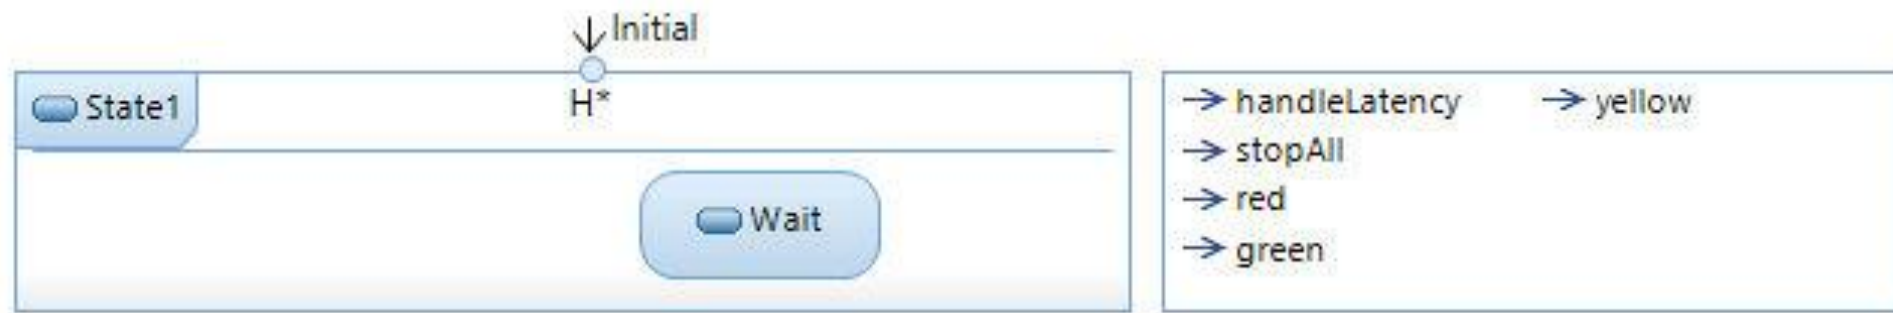 Initial
State1
H*
Wait
handleLatency
yellow
stopAll
red
green